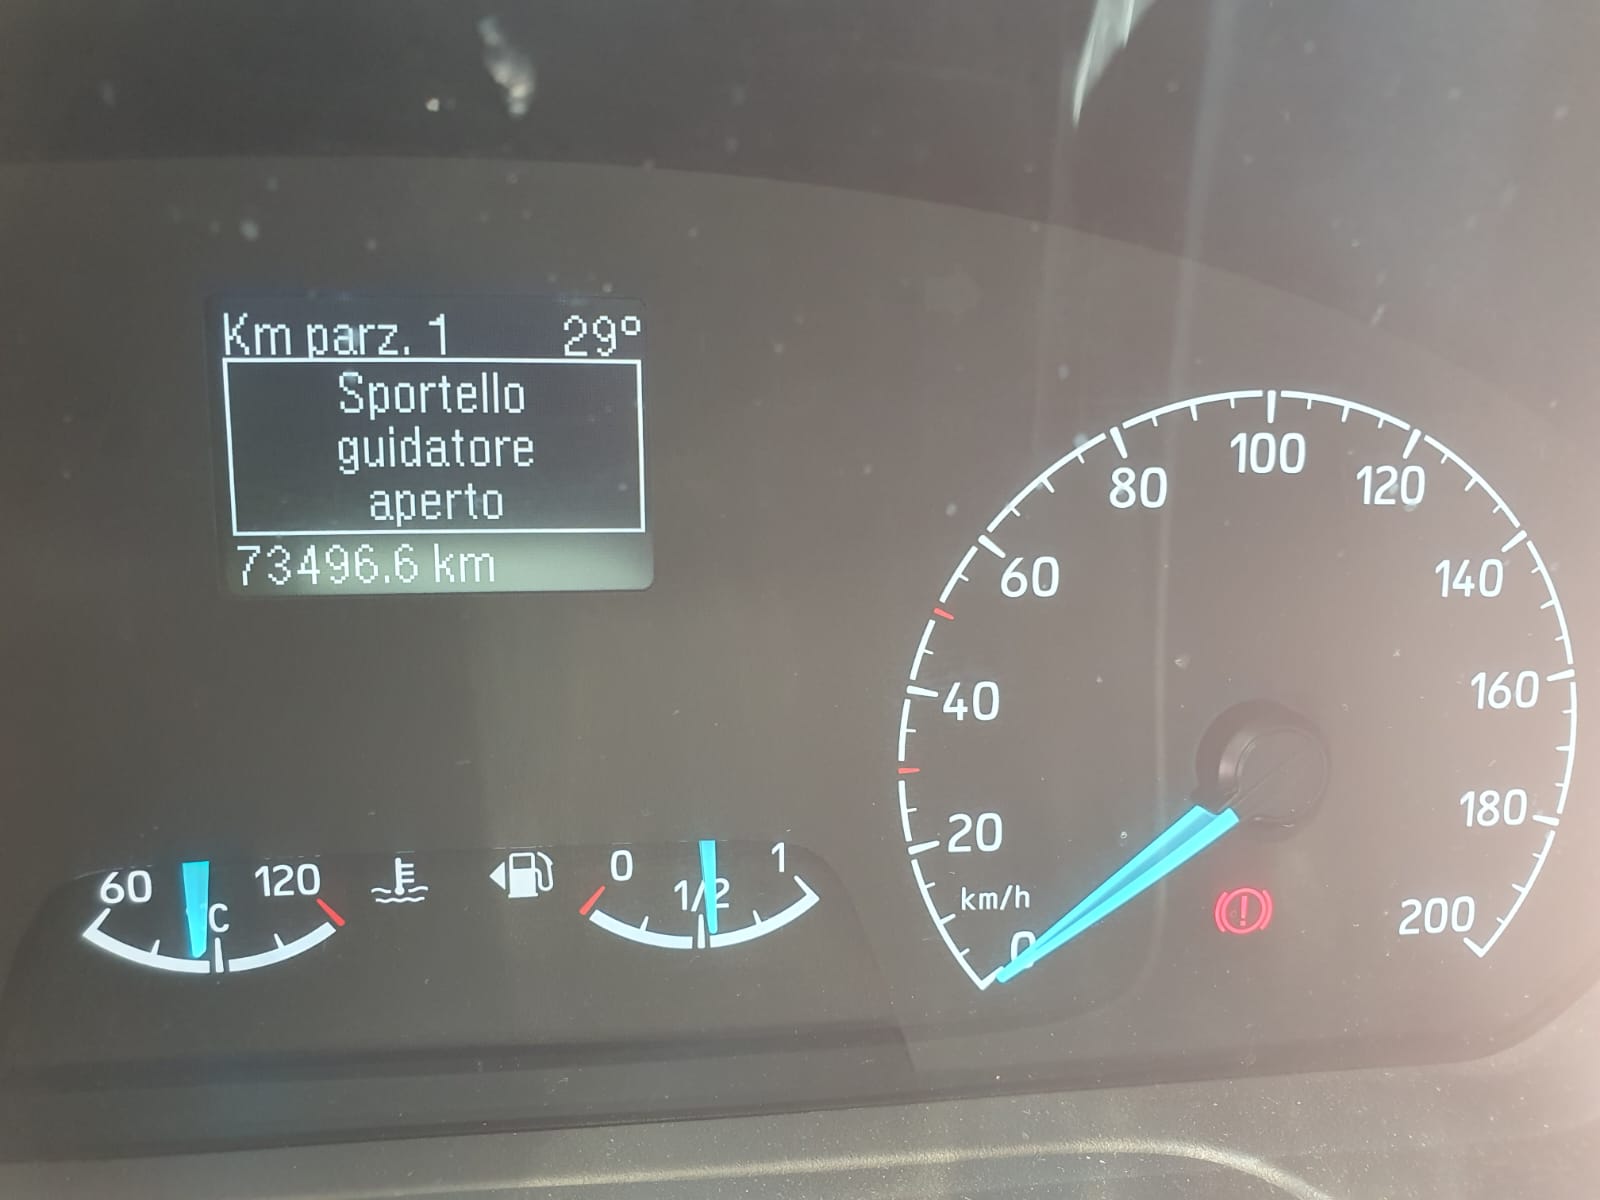 Km parz. 1 29°
Sportello
guidatore
aperto
73496.6 km
60 C 120
0 1/2 1
0 20 40 60 80 100 120 140 160 180 200
km/h